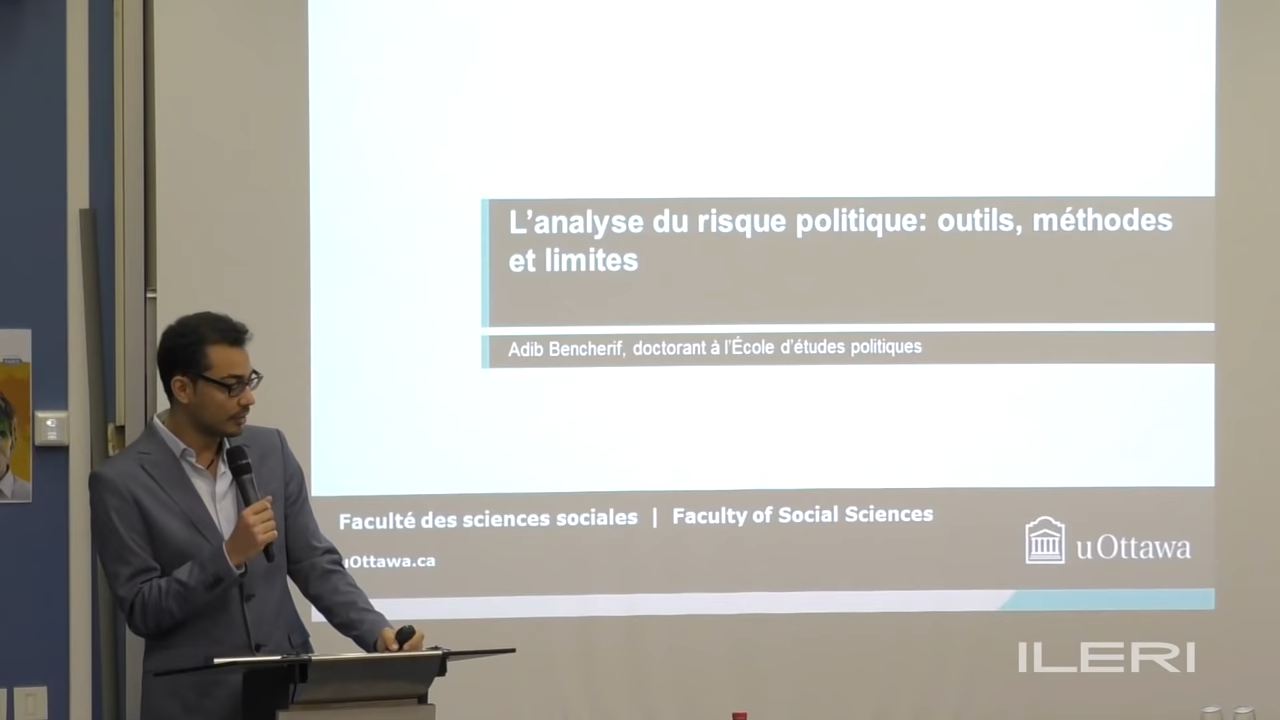 L'analyse du risque politique: outils, méthodes
et limites
Adib Bencherif, doctorant à l'École d'études politiques
Faculté des sciences sociales | Faculty of Social Sciences
uOttawa.ca
uOttawa
ILERI